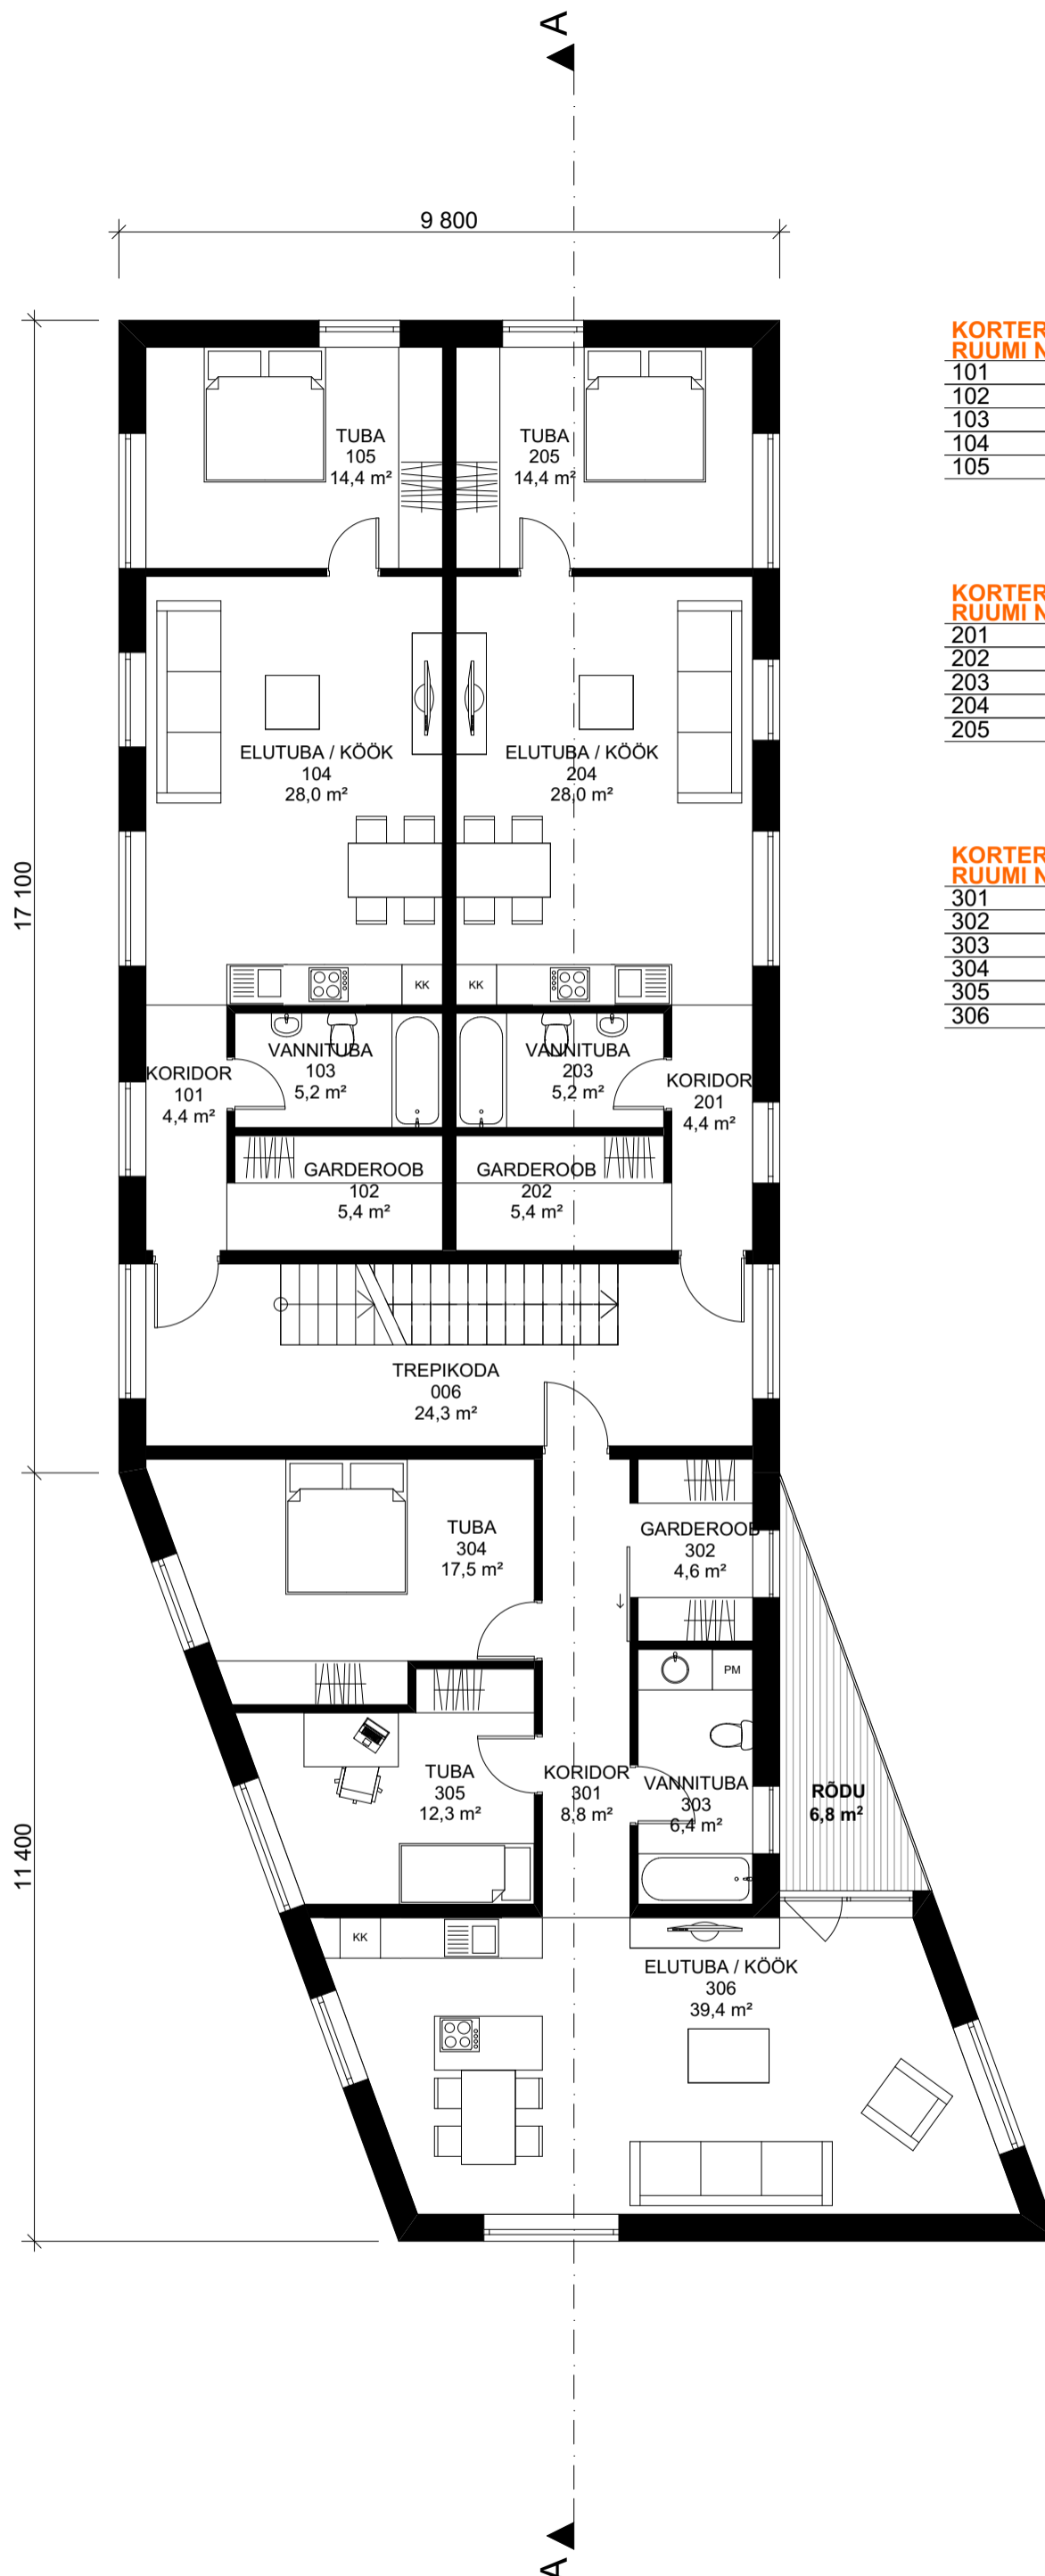 A
9 800
KORTER
RUUMI N
101
102
103
104
105
TUBA
105
14,4 m²
TUBA
205
14,4 m²
KORTER
RUUMI N
201
202
203
204
205
ELUTUBA / KÖÖK
104
28,0 m²
ELUTUBA / KÖÖK
204
28,0 m²
17 100
KORTER
RUUMI N
301
302
303
304
305
306
KK
KK
VANNITUBA
103
5,2 m²
VANNITUBA
203
5,2 m²
KORIDOR
101
4,4 m²
KORIDOR
201
4,4 m²
GARDEROOB
102
5,4 m²
GARDEROOB
202
5,4 m²
TREPIKODA
006
24,3 m²
TUBA
304
17,5 m²
GARDEROOB
302
4,6 m²
PM
TUBA
305
12,3 m²
KORIDOR
301
8,8 m²
VANNITUBA
303
6,4 m²
RÕDU
6,8 m²
11 400
KK
ELUTUBA / KÖÖK
306
39,4 m²
A